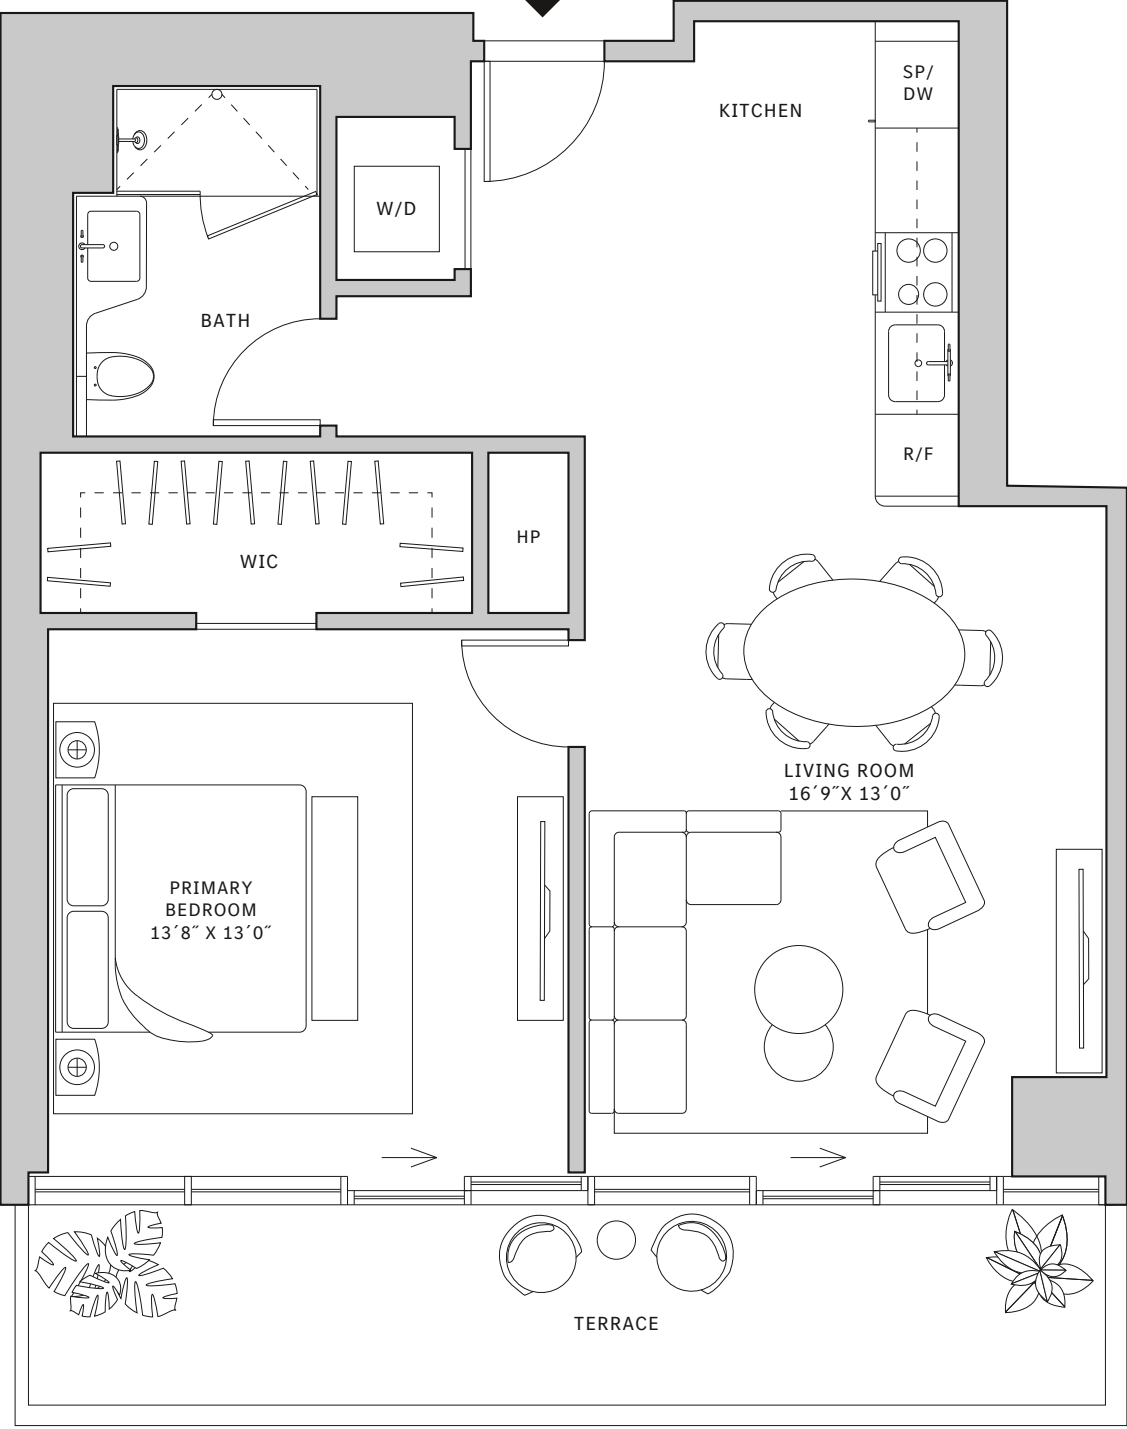 SP/
DW
KITCHEN
W/D
BATH
R/F
HP
WIC
LIVING ROOM
16´9˝X 13´0˝
PRIMARY
BEDROOM
13´8˝ X 13´0˝
TERRACE